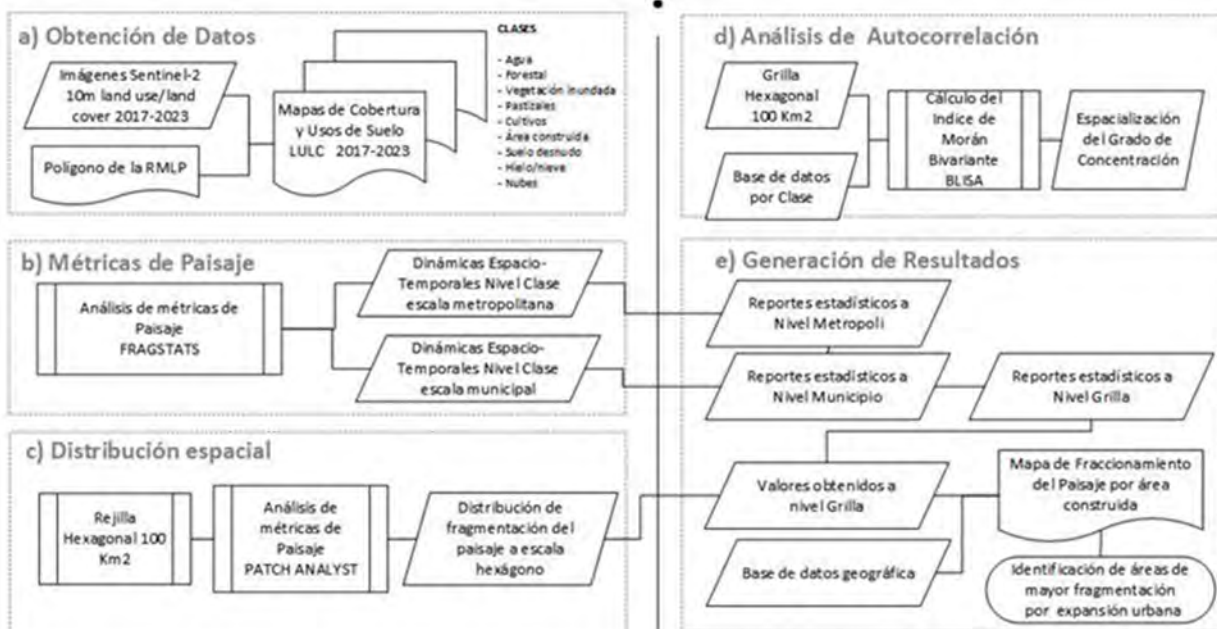 a) Obtención de Datos
Imágenes Sentinel-2
10m land use/land
cover 2017-2023
Polígono de la RMLP
Mapas de Cobertura
y Usos de Suelo
LULC 2017-2023
CLASES
- Agua
- Forestal
- Vegetación inundada
- Pastizales
- Cultivos
- Área construida
- Suelo desnudo
- Hielo/nieve
- Nubes
b) Métricas de Paisaje
Análisis de métricas de
Paisaje
FRAGSTATS
Dinámicas Espacio-
Temporales Nivel Clase
escala metropolitana
Dinámicas Espacio-
Temporales Nivel Clase
escala municipal
c) Distribución espacial
Rejilla
Hexagonal 100
Km2
Análisis de
métricas de
Paisaje
PATCH ANALYST
Distribución de
fragmentación del
paisaje a escala
hexágono
d) Análisis de Autocorrelación
Grilla
Hexagonal
100 Km2
Base de datos
por Clase
Cálculo del
Indice de
Morán
Bivariante
BLISA
Espacialización
del Grado de
Concentración
e) Generación de Resultados
Reportes estadísticos a
Nivel Metropoli
Reportes estadísticos a
Nivel Municipio
Reportes estadísticos a
Nivel Grilla
Valores obtenidos a
nivel Grilla
Mapa de Fraccionamiento
del Paisaje por área
construida
Base de datos geográfica
Identificación de áreas de
mayor fragmentación
por expansión urbana